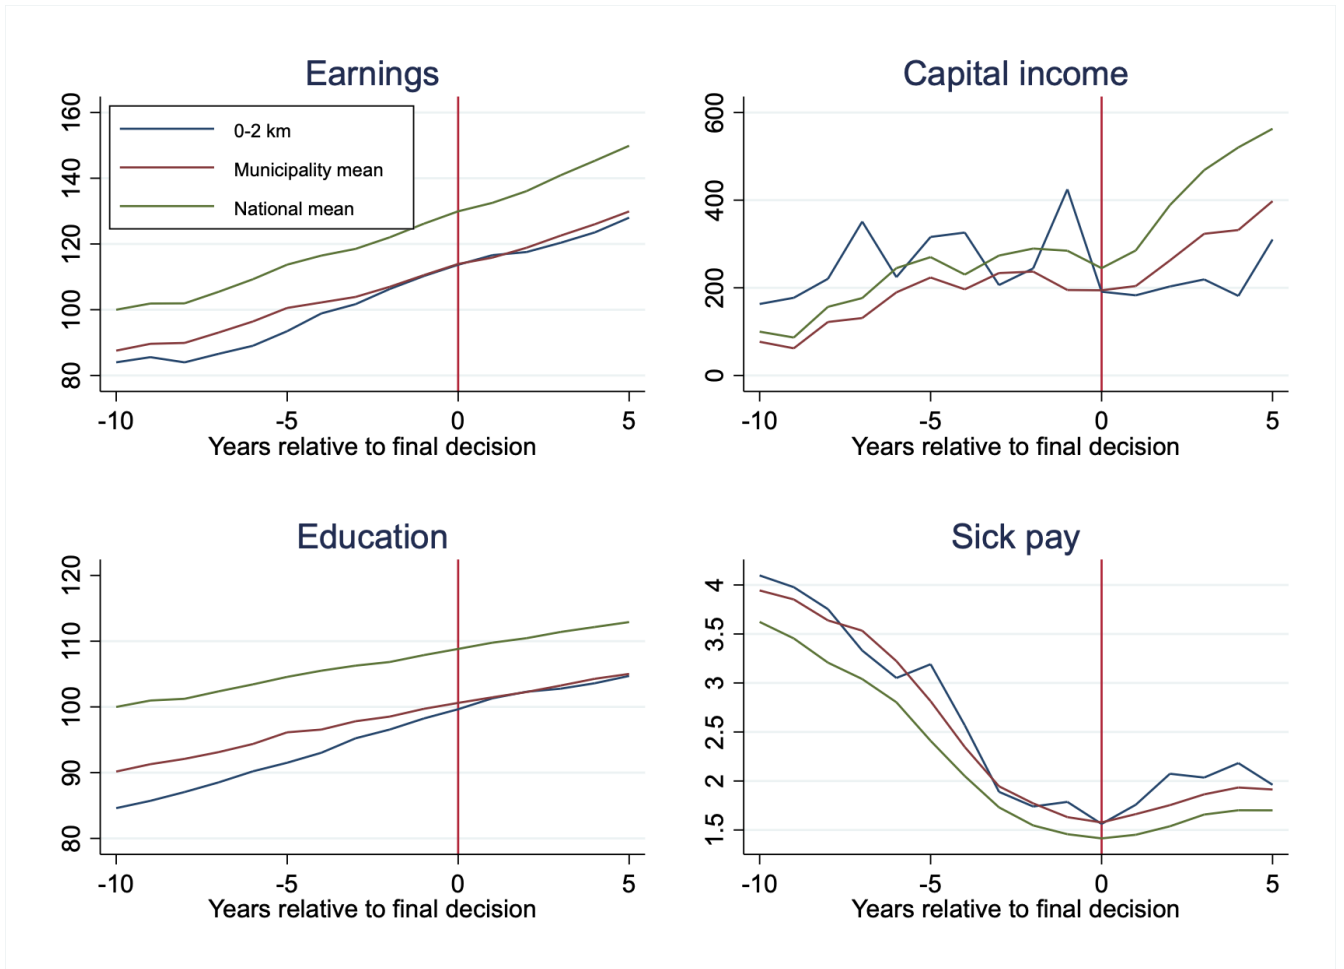 Earnings
160
140
120
100
80
0-2 km
Municipality mean
National mean
-10 -5 0 5
Years relative to final decision
Capital income
600
400
200
0
-10 -5 0 5
Years relative to final decision
Education
120
110
100
90
80
-10 -5 0 5
Years relative to final decision
Sick pay
4
3.5
3
2.5
2
1.5
-10 -5 0 5
Years relative to final decision